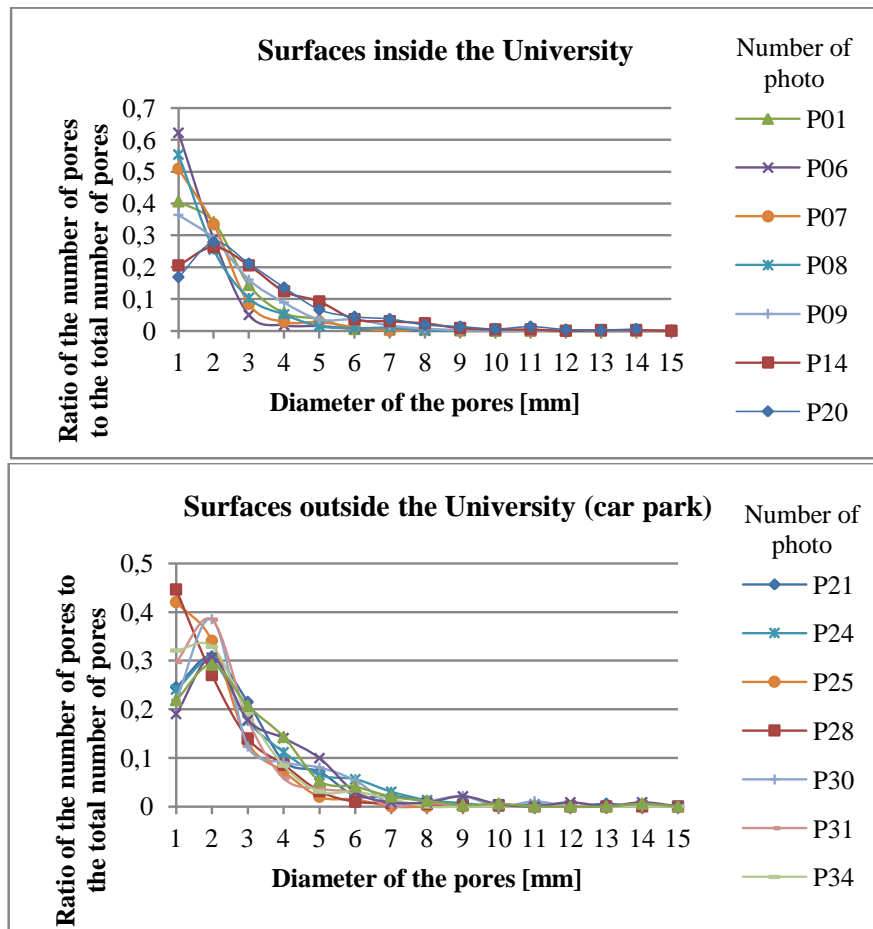 Surfaces inside the University
Number of
photo
Ratio of the number of pores
to the total number of pores
0,7
0,6
0,5
0,4
0,3
0,2
0,1
0
1 2 3 4 5 6 7 8 9 10 11 12 13 14 15
Diameter of the pores [mm]
P01
P06
P07
P08
P09
P14
P20
Surfaces outside the University (car park)
Number of
photo
Ratio of the number of pores to
the total number of pores
0,5
0,4
0,3
0,2
0,1
0
1 2 3 4 5 6 7 8 9 10 11 12 13 14 15
Diameter of the pores [mm]
P21
P24
P25
P28
P30
P31
P34